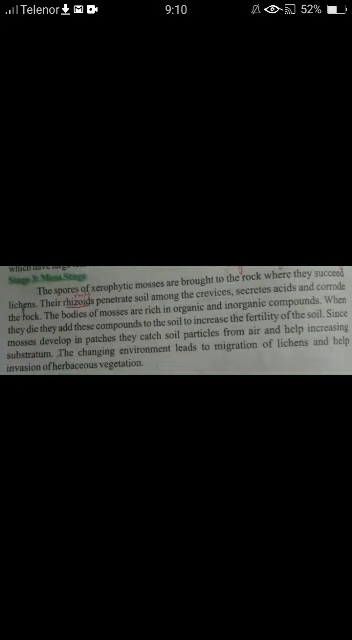 Telenor 9:10 52%
which have
Stage 3: Moss Stage
The spores of xerophytic mosses are brought to the rock where they succeed
lichens. Their rhizoids penetrate soil among the crevices, secretes acids and corrode
the rock. The bodies of mosses are rich in organic and inorganic compounds. When
they die they add these compounds to the soil to increase the fertility of the soil. Since
mosses develop in patches they catch soil particles from air and help increasing
substratum. The changing environment leads to migration of lichens and help
invasion of herbaceous vegetation.